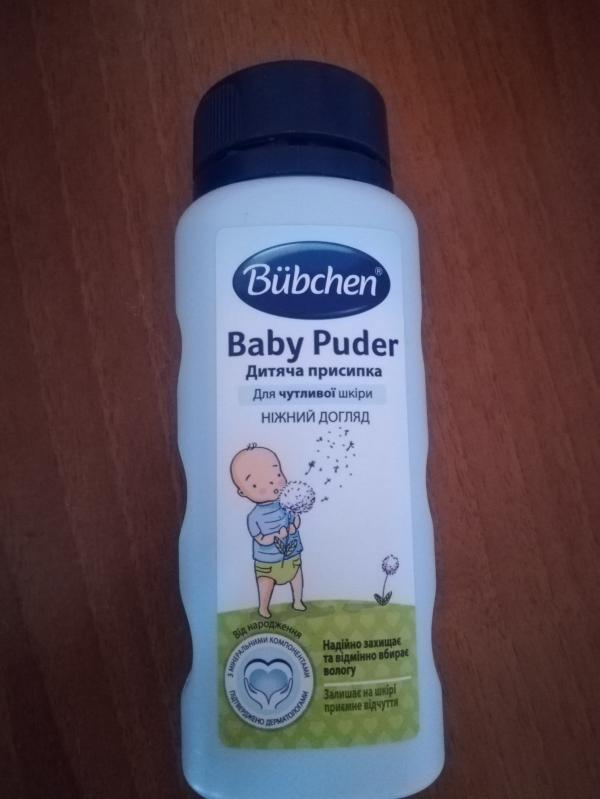 Bübchen®
Baby Puder
Дитяча присипка
Для чутливої шкіри
НІЖНИЙ ДОГЛЯД
Від народження
З МІНЕРАЛЬНИМИ КОМПОНЕНТАМИ
ПІДТВЕРДЖЕНО ДЕРМАТОЛОГАМИ
Надійно захищає
та відмінно вбирає
вологу
Залишає на шкірі
приємне відчуття